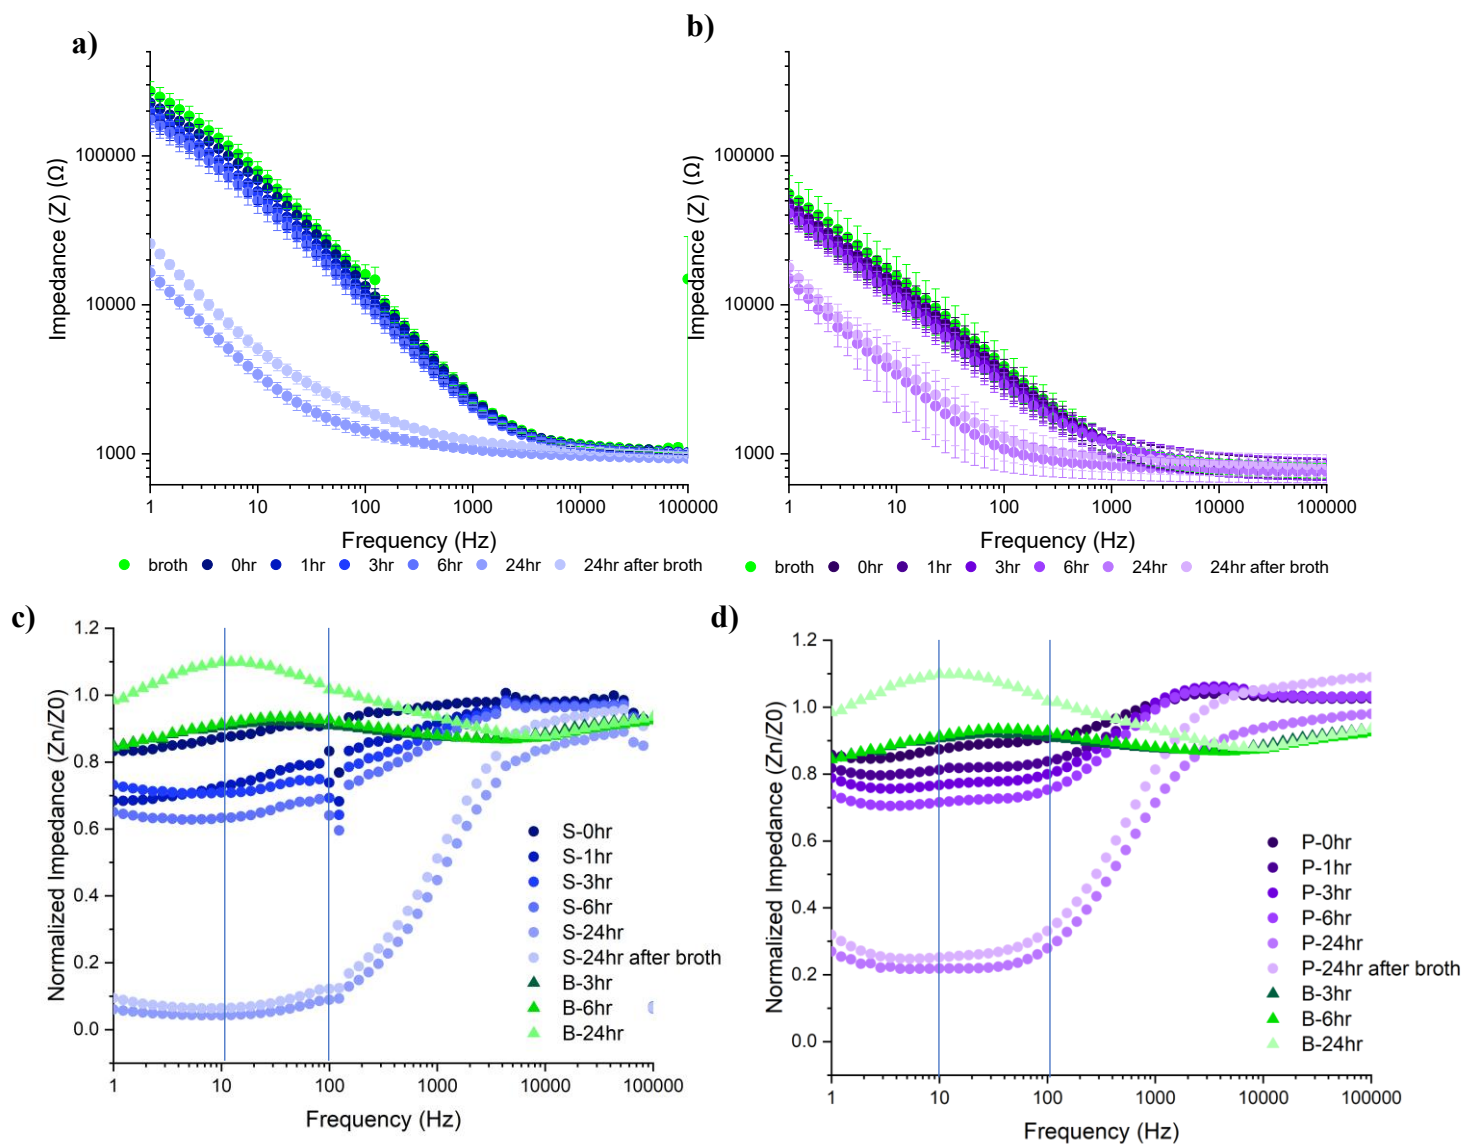 a)
Impedance (Z) (Ω)
100000
10000
1000
1 10 100 1000 10000 100000
Frequency (Hz)
broth 0hr 1hr 3hr 6hr 24hr 24hr after broth
b)
Impedance (Z) (Ω)
100000
10000
1000
1 10 100 1000 10000 100000
Frequency (Hz)
broth 0hr 1hr 3hr 6hr 24hr 24hr after broth
c)
Normalized Impedance (Zn/Z0)
1.2
1.0
0.8
0.6
0.4
0.2
0.0
S-0hr
S-1hr
S-3hr
S-6hr
S-24hr
S-24hr after broth
B-3hr
B-6hr
B-24hr
1 10 100 1000 10000 100000
Frequency (Hz)
d)
Normalized Impedance (Zn/Z0)
1.2
1.0
0.8
0.6
0.4
0.2
0.0
P-0hr
P-1hr
P-3hr
P-6hr
P-24hr
P-24hr after broth
B-3hr
B-6hr
B-24hr
1 10 100 1000 10000 100000
Frequency (Hz)